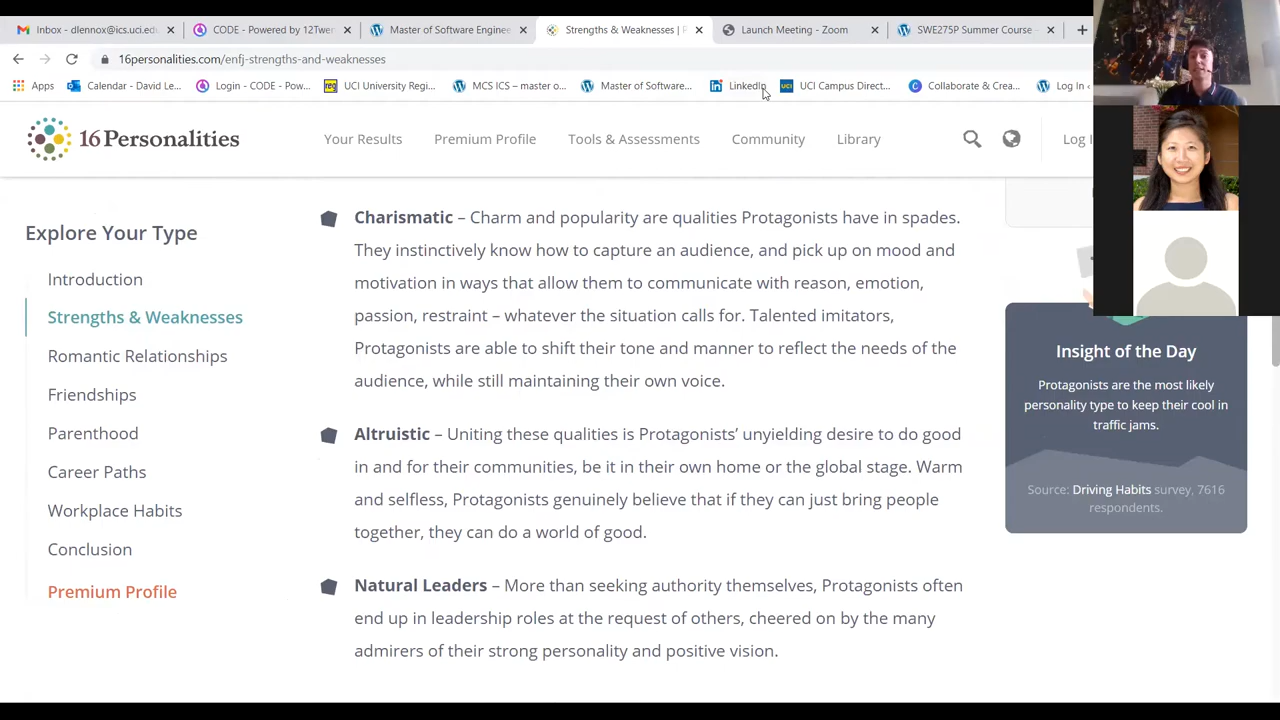 Inbox - dlennox@ics.uci.ed
CODE - Powered by 12Twen
Master of Software Enginee
Strengths & Weaknesses | P
Launch Meeting - Zoom
SWE275P Summer Course -
16personalities.com/enfj-strengths-and-weaknesses
Apps
Calendar - David Le...
Login - CODE - Pow...
UCI University Regi...
MCS ICS – master o...
Master of Software...
LinkedIn
UCI Campus Direct...
Collaborate & Crea...
Log In
16Personalities
Your Results
Premium Profile
Tools & Assessments
Community
Library
Log I
Explore Your Type
Introduction
Strengths & Weaknesses
Romantic Relationships
Friendships
Parenthood
Career Paths
Workplace Habits
Conclusion
Premium Profile
Charismatic – Charm and popularity are qualities Protagonists have in spades.
They instinctively know how to capture an audience, and pick up on mood and
motivation in ways that allow them to communicate with reason, emotion,
passion, restraint – whatever the situation calls for. Talented imitators,
Protagonists are able to shift their tone and manner to reflect the needs of the
audience, while still maintaining their own voice.
Altruistic – Uniting these qualities is Protagonists’ unyielding desire to do good
in and for their communities, be it in their own home or the global stage. Warm
and selfless, Protagonists genuinely believe that if they can just bring people
together, they can do a world of good.
Natural Leaders – More than seeking authority themselves, Protagonists often
end up in leadership roles at the request of others, cheered on by the many
admirers of their strong personality and positive vision.
Insight of the Day
Protagonists are the most likely
personality type to keep their cool in
traffic jams.
Source: Driving Habits survey, 7616
respondents.